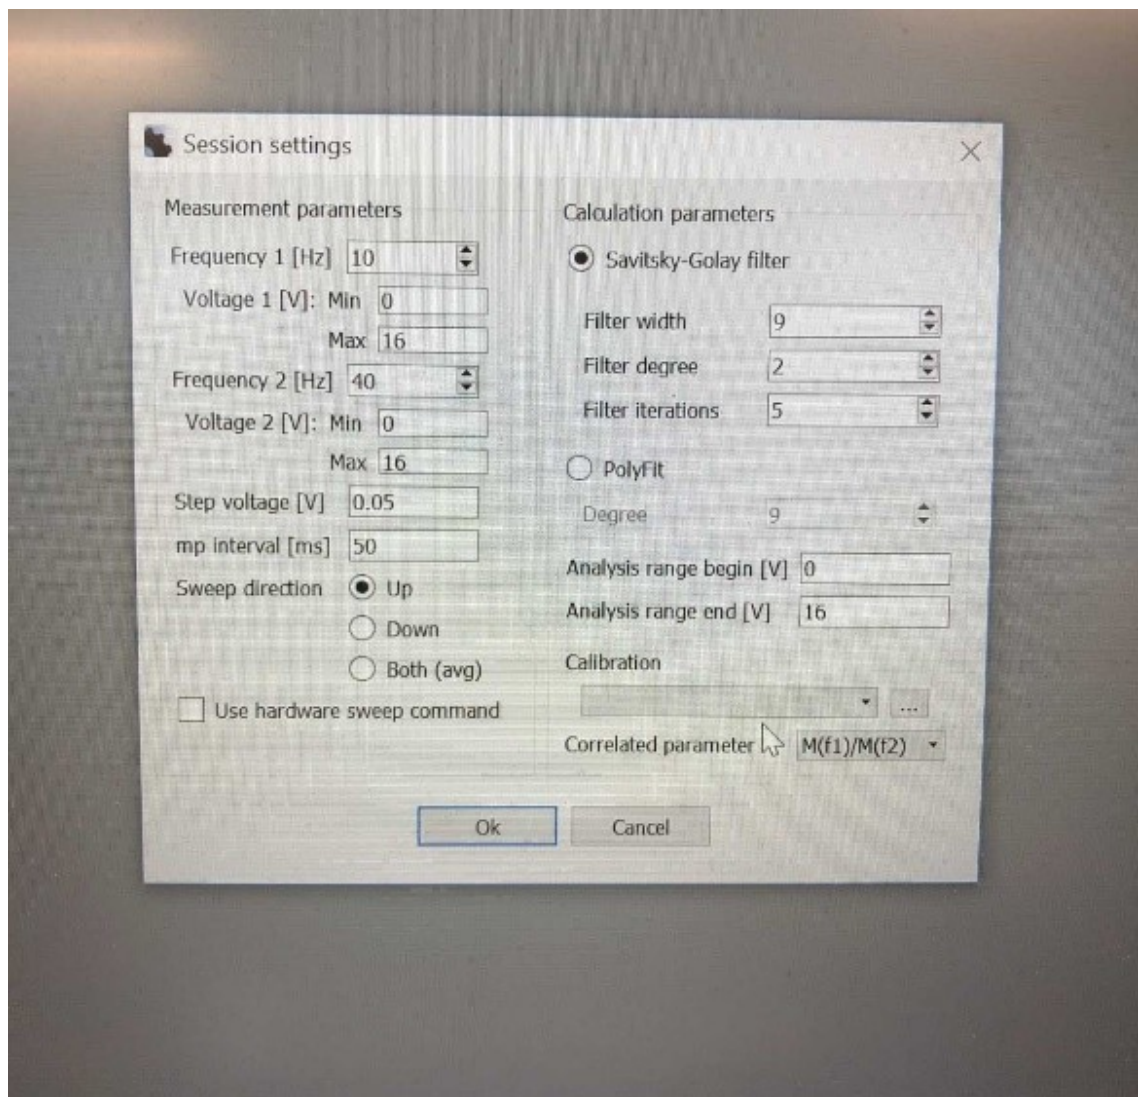 Session settings
Measurement parameters
Frequency 1 [Hz] 10
Voltage 1 [V]: Min 0
Max 16
Frequency 2 [Hz] 40
Voltage 2 [V]: Min 0
Max 16
Step voltage [V] 0.05
mp interval [ms] 50
Sweep direction Up
Down
Both (avg)
Use hardware sweep command
Calculation parameters
Savitsky-Golay filter
Filter width 9
Filter degree 2
Filter iterations 5
PolyFit
Degree 9
Analysis range begin [V] 0
Analysis range end [V] 16
Calibration
...
Correlated parameter M(f1)/M(f2)
Ok Cancel